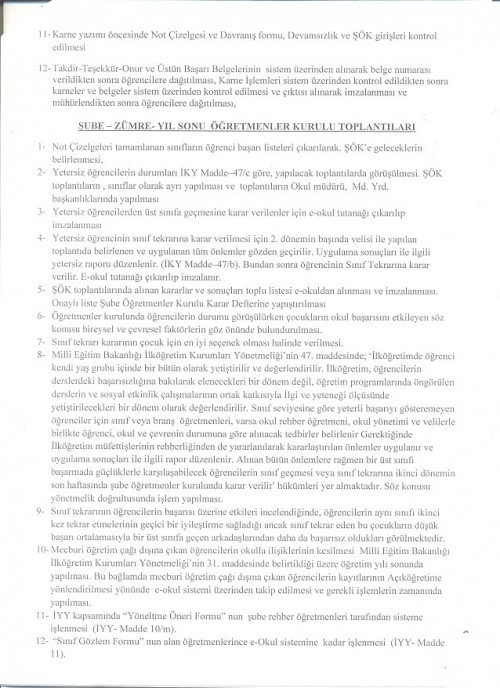 11- Karne yazımı öncesinde Not Çizelgesi ve Davranış formu, Devamsızlık ve ŞÖK girişleri kontrol
edilmesi
12- Takdir-Teşekkür-Onur ve Üstün Başarı Belgelerinin sistem üzerinden alınarak belge numarası
verildikten sonra öğrencilere dağıtılması, Karne İşlemleri sistem üzerinden kontrol edildikten sonra
karneler ve belgeler sistem üzerinden kontrol edilmesi ve çıktısı alınarak imzalanması ve
mühürlendikten sonra öğrencilere dağıtılması,
ŞUBE – ZÜMRE- YIL SONU ÖĞRETMENLER KURULU TOPLANTILARI
1- Not Çizelgeleri tamamlanan sınıfların öğrenci başarı listeleri çıkarılarak. ŞÖK'e geleceklerin
belirlenmesi,
2- Yetersiz öğrencilerin durumları İKY Madde–47/c göre, yapılacak toplantılarda görüşülmesi. ŞÖK
toplantıların , sınıflar olarak ayrı yapılması ve toplantıların Okul müdürü, Md. Yrd.
başkanlıklarında yapılması
3- Yetersiz öğrencilerden üst sınıfa geçmesine karar verilenler için e-okul tutanağı çıkarılıp
imzalanması
4- Yetersiz öğrencinin sınıf tekrarına karar verilmesi için 2. dönemin başında velisi ile yapılan
toplantıda belirlenen ve uygulanan tüm önlemler gözden geçirilir. Uygulama sonuçları ile ilgili
yetersiz raporu düzenlenir. (İKY Madde–47/b). Bundan sonra öğrencinin Sınıf Tekrarına karar
verilir. E-okul tutanağı çıkarılıp imzalanır.
5- ŞÖK toplantılarında alınan kararlar ve sonuçları toplu listesi e-okuldan alınması ve imzalanması.
Onaylı liste Şube Öğretmenler Kurulu Karar Defterine yapıştırılması
6- Öğretmenler kurulunda öğrencilerin durumu görüşülürken çocukların okul başarısını etkileyen söz
konusu bireysel ve çevresel faktörlerin göz önünde bulundurulması.
7- Sınıf tekrarı kararının çocuk için en iyi seçenek olması halinde verilmesi.
8- Milli Eğitim Bakanlığı İlköğretim Kurumları Yönetmeliği'nin 47. maddesinde; 'İlköğretimde öğrenci
kendi yaş grubu içinde bir bütün olarak yetiştirilir ve değerlendirilir. İlköğretim, öğrencilerin
derslerdeki başarısızlığına bakılarak elenecekleri bir dönem değil, öğretim programlarında öngörülen
derslerin ve sosyal etkinlik çalışmalarının ortak katkısıyla İlgi ve yeteneği ölçüsünde
yetiştirilecekleri bir dönem olarak değerlendirilir. Sınıf seviyesine göre yeterli başarıyı gösteremeyen
öğrenciler için sınıf veya branş öğretmenleri, varsa okul rehber öğretmeni, okul yönetimi ve velilerle
birlikte öğrenci, okul ve çevrenin durumuna göre alınacak tedbirler belirlenir Gerektiğinde
İlköğretim müfettişlerinin rehberliğinden de yararlanılarak kararlaştırılan önlemler uygulanır ve
uygulama sonuçları ile ilgili rapor düzenlenir. Alınan bütün önlemlere rağmen bir üst sınıfı
başarmada güçlüklerle karşılaşabilecek öğrencilerin sınıf geçmesi veya sınıf tekrarına ikinci dönemin
son haftasında şube öğretmenler kurulunda karar verilir' hükümleri yer almaktadır. Söz konusu
yönetmelik doğrultusunda işlem yapılması.
9- Sınıf tekrarının öğrencilerin başarısı üzerine etkileri incelendiğinde, öğrencilerin aynı sınıfı ikinci
kez tekrar etmelerinin geçici bir iyileştirme sağladığı ancak sınıf tekrar eden bu çocukların düşük
başarı ortalamasıyla bir üst sınıfa geçen arkadaşlarından daha da başarısız oldukları görülmektedir.
10- Mecburi öğretim çağı dışına çıkan öğrencilerin okulla ilişiklerinin kesilmesi Milli Eğitim Bakanlığı
İlköğretim Kurumları Yönetmeliği'nin 31. maddesinde belirtildiği üzere öğretim yılı sonunda
yapılması. Bu bağlamda mecburi öğretim çağı dışına çıkan öğrencilerin kayıtlarının Açıköğretime
yönlendirilmesi yönünde e-okul sistemi üzerinden takip edilmesi ve gerekli işlemlerin zamanında
yapılması.
11- İYY kapsamında "Yöneltme Öneri Formu" nun şube rehber öğretmenleri tarafından sisteme
işlenmesi (İYY- Madde 10/m).
12- "Sınıf Gözlem Formu" nun alan öğretmenlerince e-Okul sistemine kadar işlenmesi (İYY- Madde
11).